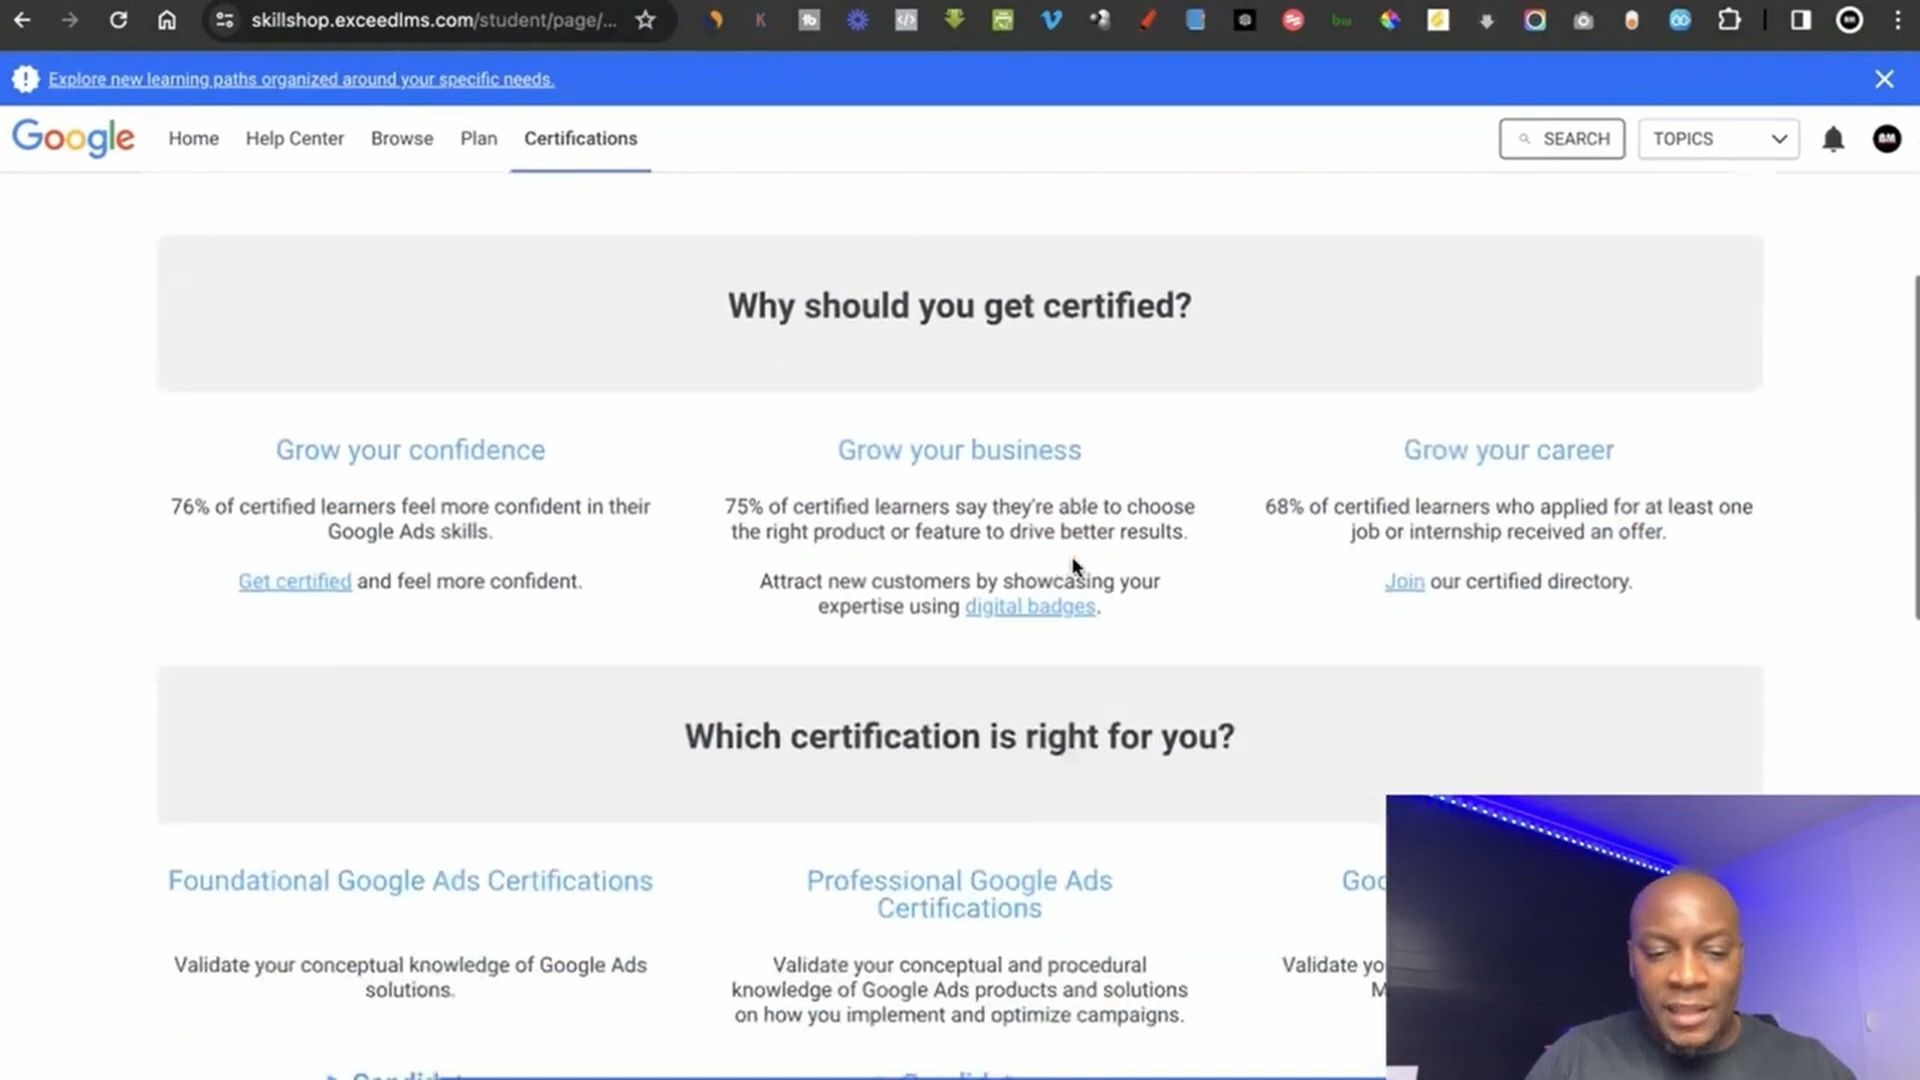 skillshop.exceedlms.com/student/page/...
Explore new learning paths organized around your specific needs.
Google Home Help Center Browse Plan Certifications SEARCH TOPICS
Why should you get certified?
Grow your confidence
76% of certified learners feel more confident in their
Google Ads skills.
Get certified and feel more confident.
Grow your business
75% of certified learners say they're able to choose
the right product or feature to drive better results.
Attract new customers by showcasing your
expertise using digital badges.
Grow your career
68% of certified learners who applied for at least one
job or internship received an offer.
Join our certified directory.
Which certification is right for you?
Foundational Google Ads Certifications
Validate your conceptual knowledge of Google Ads
solutions.
Professional Google Ads
Certifications
Validate your conceptual and procedural
knowledge of Google Ads products and solutions
on how you implement and optimize campaigns.
Goo
Validate yo
M